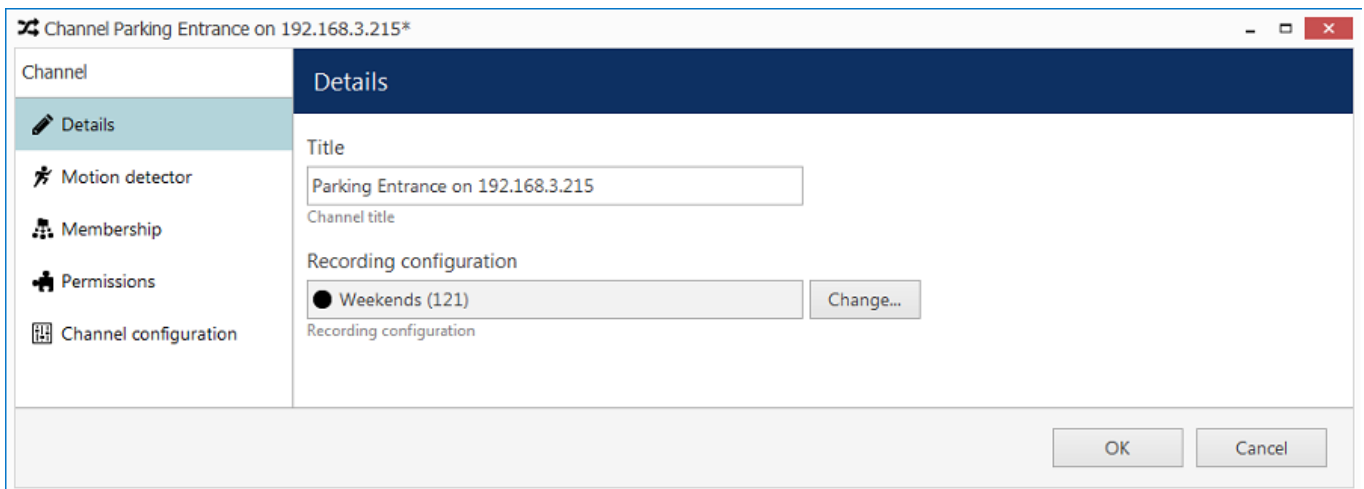 Channel Parking Entrance on 192.168.3.215*
Channel
Details
Motion detector
Membership
Permissions
Channel configuration
Details
Title
Parking Entrance on 192.168.3.215
Channel title
Recording configuration
Weekends (121)
Change...
Recording configuration
OK
Cancel